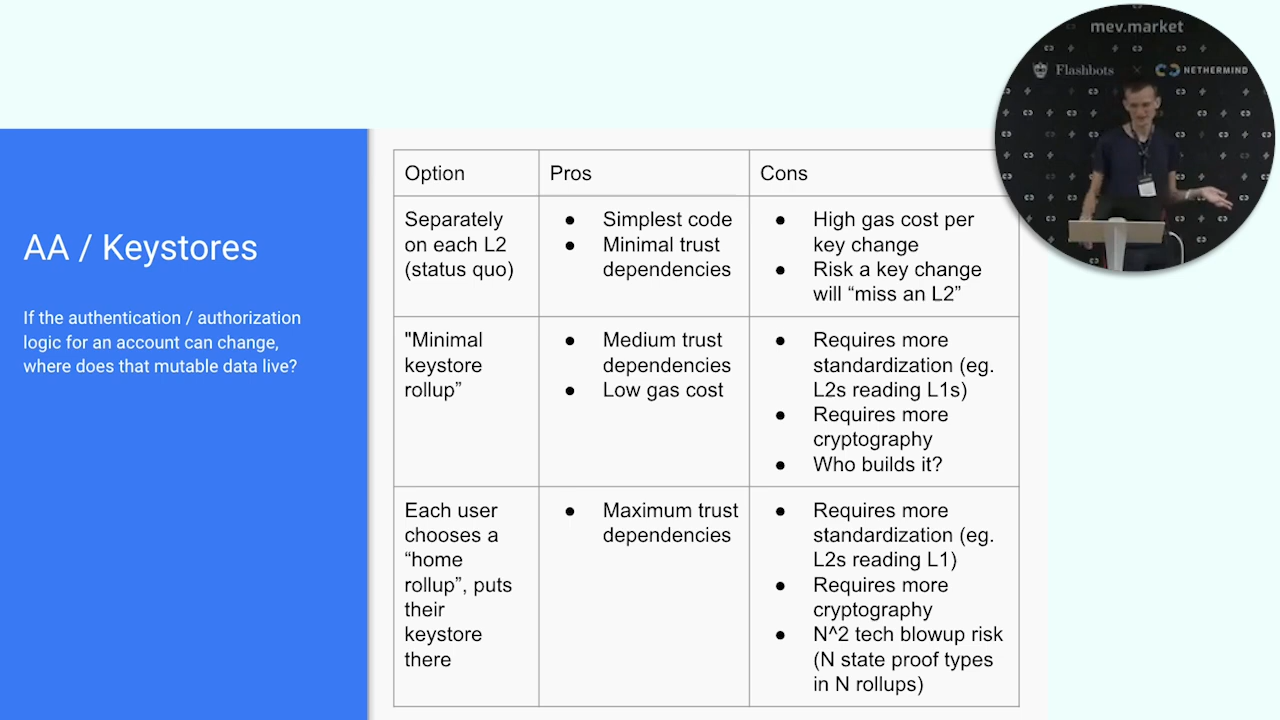 mev.market
Flashbots
NETHERMIND
AA / Keystores
If the authentication / authorization
logic for an account can change,
where does that mutable data live?
Option
Pros
Cons
Separately
on each L2
(status quo)
● Simplest code
● Minimal trust
dependencies
● High gas cost per
key change
● Risk a key change
will “miss an L2”
"Minimal
keystore
rollup”
● Medium trust
dependencies
● Low gas cost
● Requires more
standardization (eg.
L2s reading L1s)
● Requires more
cryptography
● Who builds it?
Each user
chooses a
“home
rollup”, puts
their
keystore
there
● Maximum trust
dependencies
● Requires more
standardization (eg.
L2s reading L1)
● Requires more
cryptography
● N^2 tech blowup risk
(N state proof types
in N rollups)